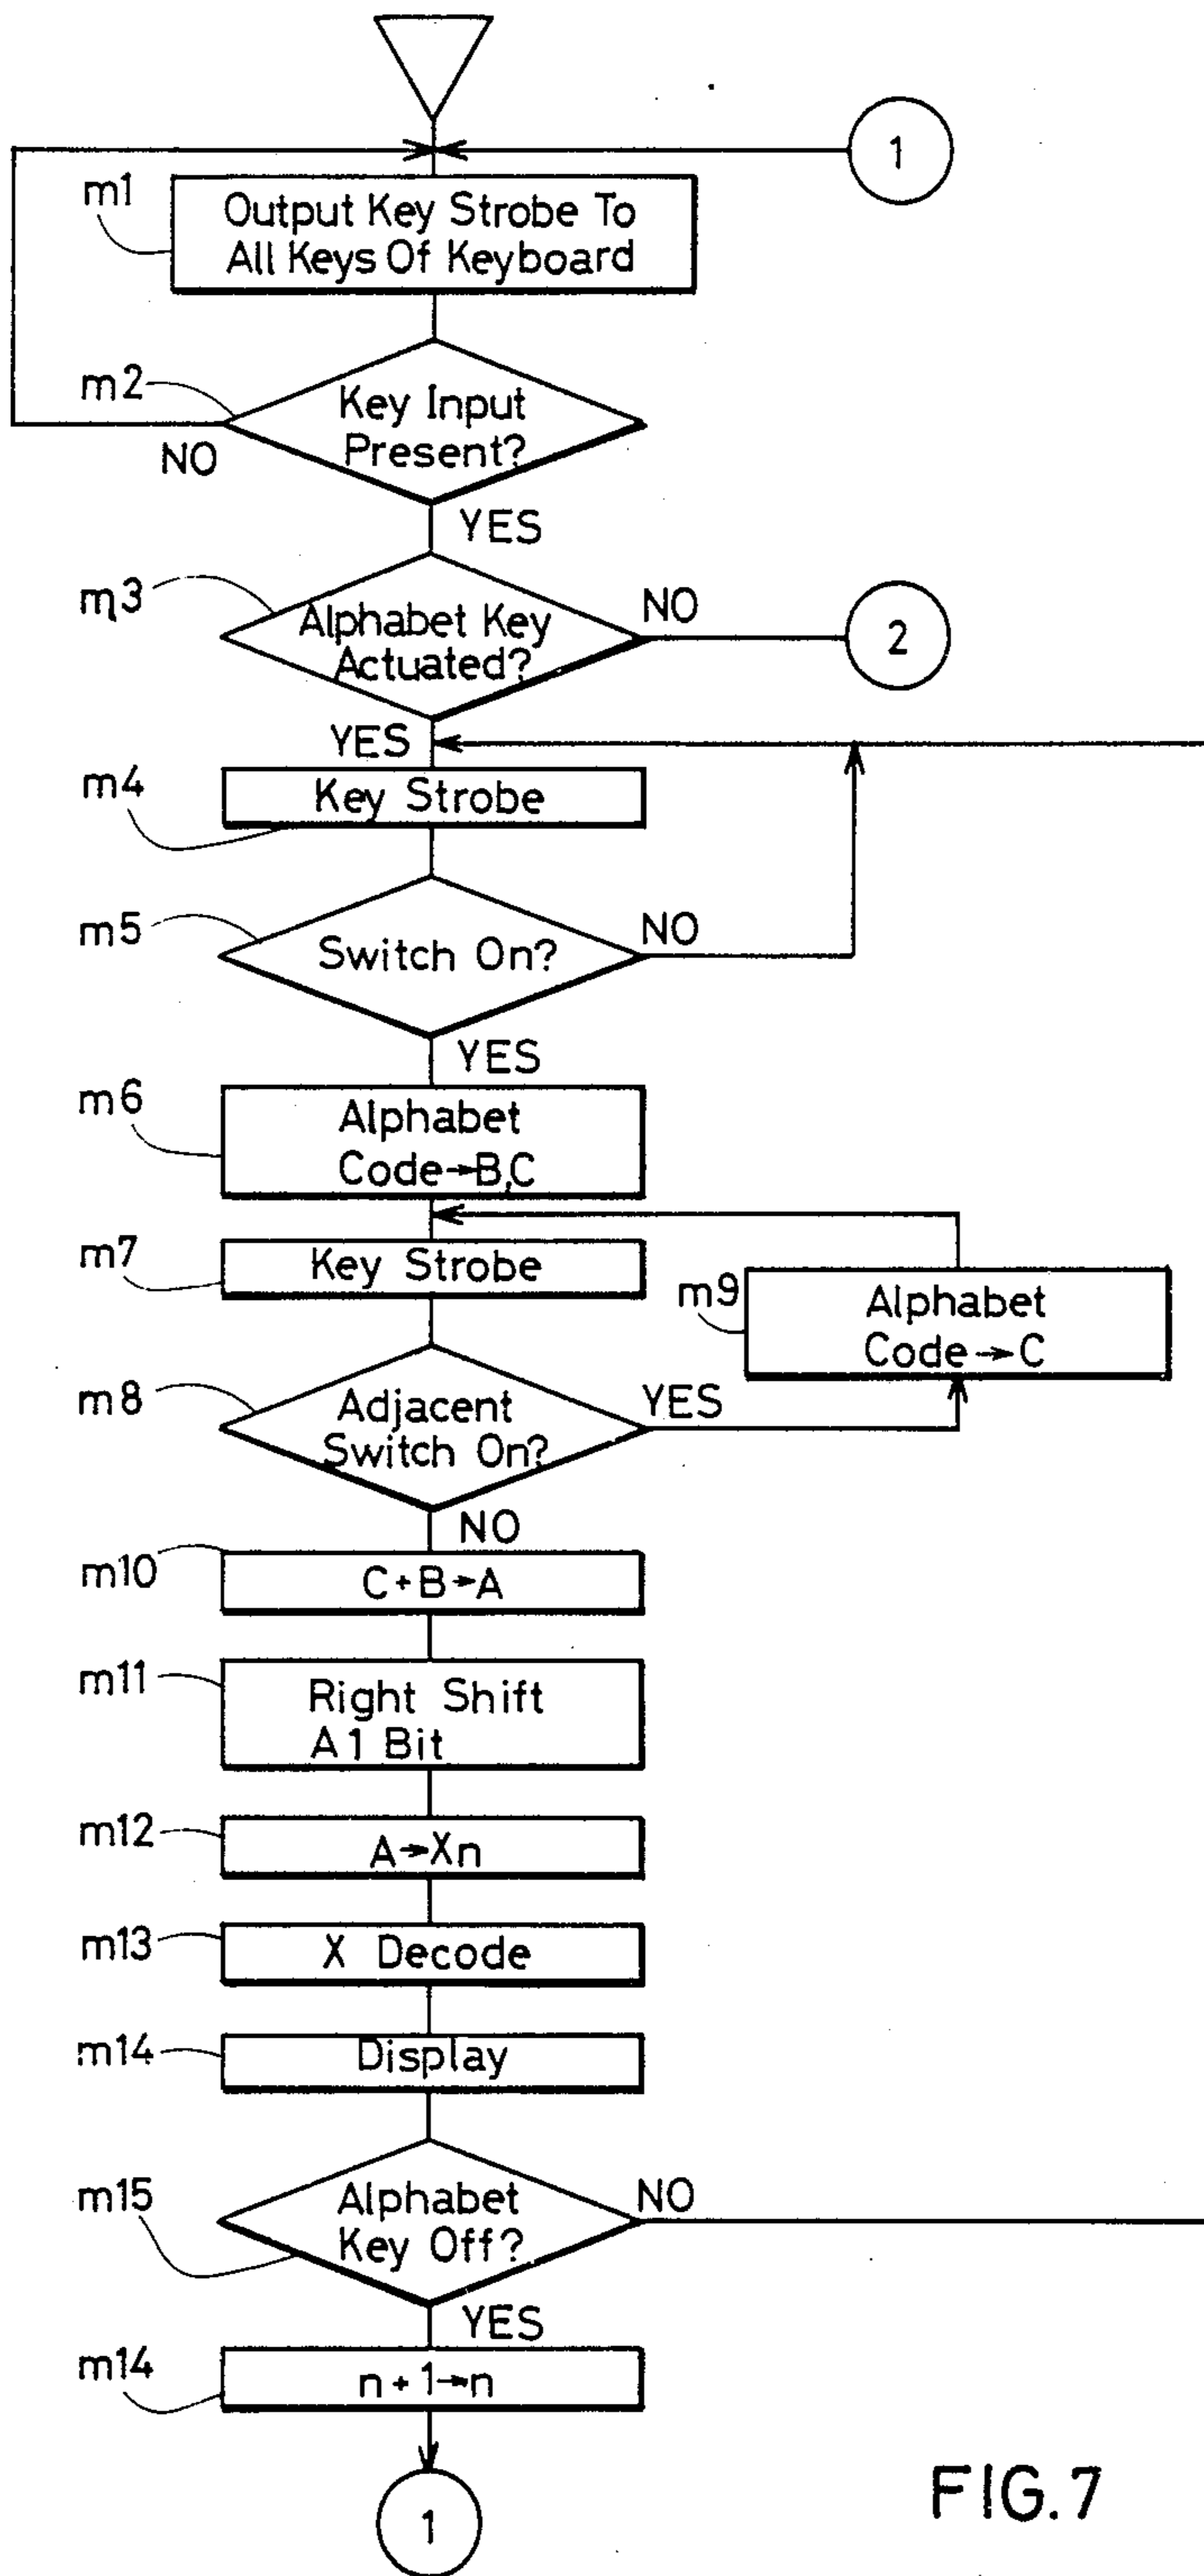 1
m1
Output Key Strobe To
All Keys Of Keyboard
m2
Key Input
Present?
NO
YES
m3
Alphabet Key
Actuated?
NO
2
YES
m4
Key Strobe
m5
Switch On?
NO
YES
m6
Alphabet
Code→B,C
m7
Key Strobe
m9
Alphabet
Code→C
m8
Adjacent
Switch On?
YES
NO
m10
C+B→A
m11
Right Shift
A 1 Bit
m12
A→Xn
m13
X Decode
m14
Display
m15
Alphabet
Key Off?
NO
YES
m14
n+1→n
1
FIG.7